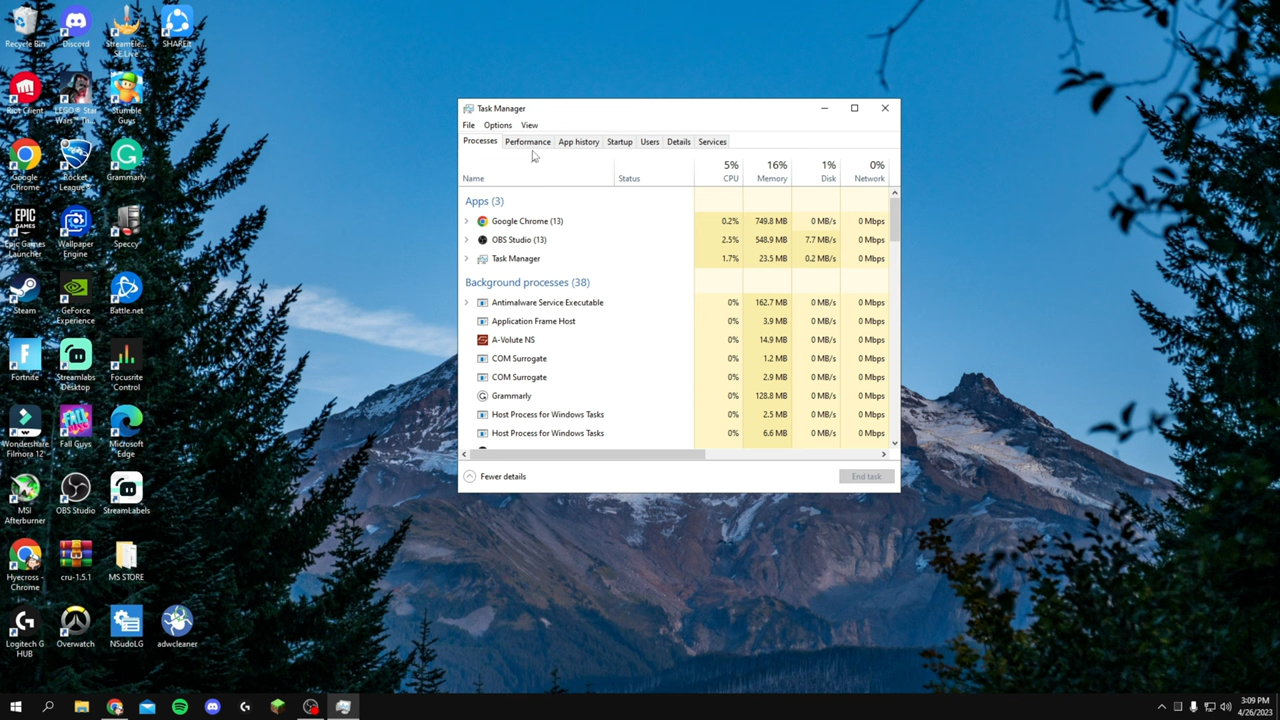 Recycle Bin
Discord
StreamEle...
SE.Live
SHAREit
Riot Client
LEGO® Star
Wars™: Th...
Stumble
Guys
Google
Chrome
Rocket
League®
Grammarly
Epic Games
Launcher
Wallpaper
Engine
Speccy
Steam
GeForce
Experience
Battle.net
Fortnite
Streamlabs
Desktop
Focusrite
Control
Wondershare
Filmora 12
Fall Guys
Microsoft
Edge
MSI
Afterburner
OBS Studio
StreamLabels
Hyecross -
Chrome
cru-1.5.1
MS STORE
Logitech G
HUB
Overwatch
NSudoLG
adwcleaner
Task Manager
File Options View
Processes Performance App history Startup Users Details Services
5% 16% 1% 0%
Name Status CPU Memory Disk Network
Apps (3)
Google Chrome (13) 0.2% 749.8 MB 0 MB/s 0 Mbps
OBS Studio (13) 2.5% 548.9 MB 7.7 MB/s 0 Mbps
Task Manager 1.7% 23.5 MB 0.2 MB/s 0 Mbps
Background processes (38)
Antimalware Service Executable 0% 162.7 MB 0 MB/s 0 Mbps
Application Frame Host 0% 3.9 MB 0 MB/s 0 Mbps
A-Volute NS 0% 14.9 MB 0 MB/s 0 Mbps
COM Surrogate 0% 1.2 MB 0 MB/s 0 Mbps
COM Surrogate 0% 2.9 MB 0 MB/s 0 Mbps
Grammarly 0% 128.8 MB 0 MB/s 0 Mbps
Host Process for Windows Tasks 0% 2.5 MB 0 MB/s 0 Mbps
Host Process for Windows Tasks 0% 6.6 MB 0 MB/s 0 Mbps
Fewer details End task
3:09 PM
4/26/2023